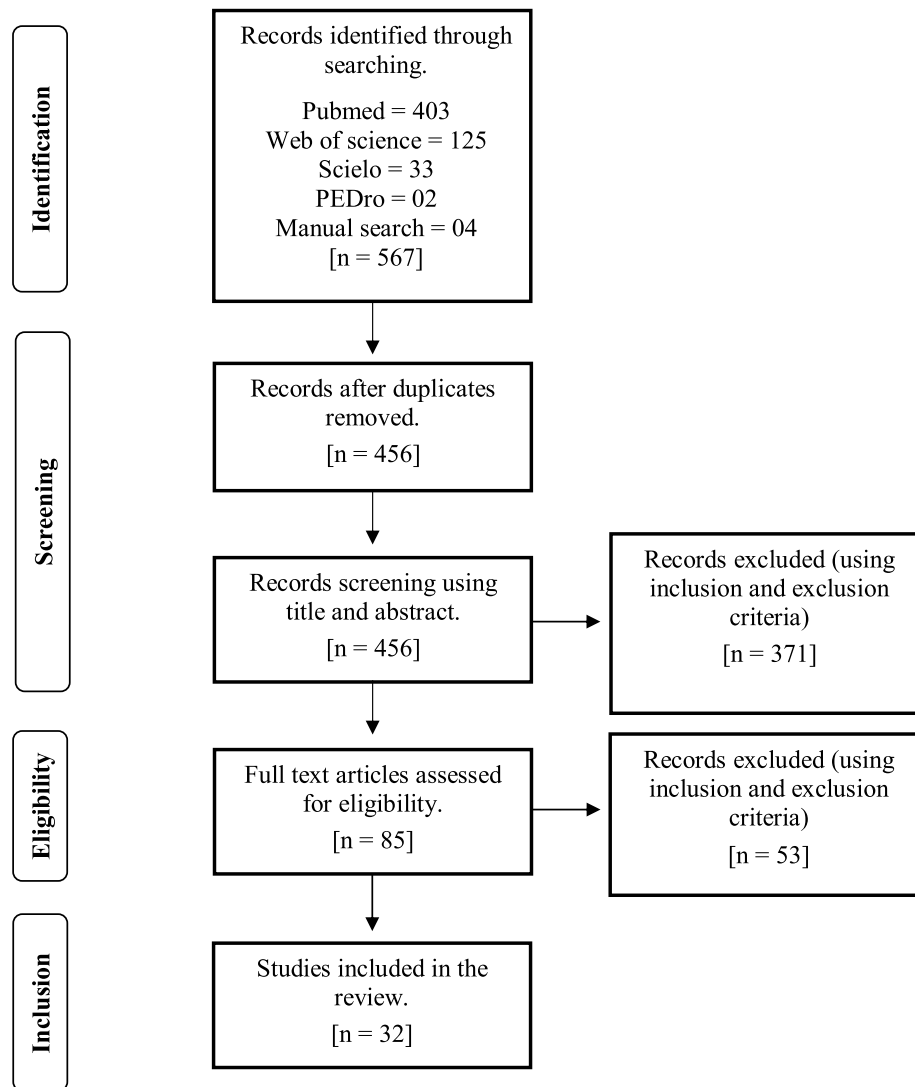 Identification
Records identified through
searching.
Pubmed = 403
Web of science = 125
Scielo = 33
PEDro = 02
Manual search = 04
[n = 567]
Screening
Records after duplicates
removed.
[n = 456]
Records screening using
title and abstract.
[n = 456]
Records excluded (using
inclusion and exclusion
criteria)
[n = 371]
Eligibility
Full text articles assessed
for eligibility.
[n = 85]
Records excluded (using
inclusion and exclusion
criteria)
[n = 53]
Inclusion
Studies included in the
review.
[n = 32]